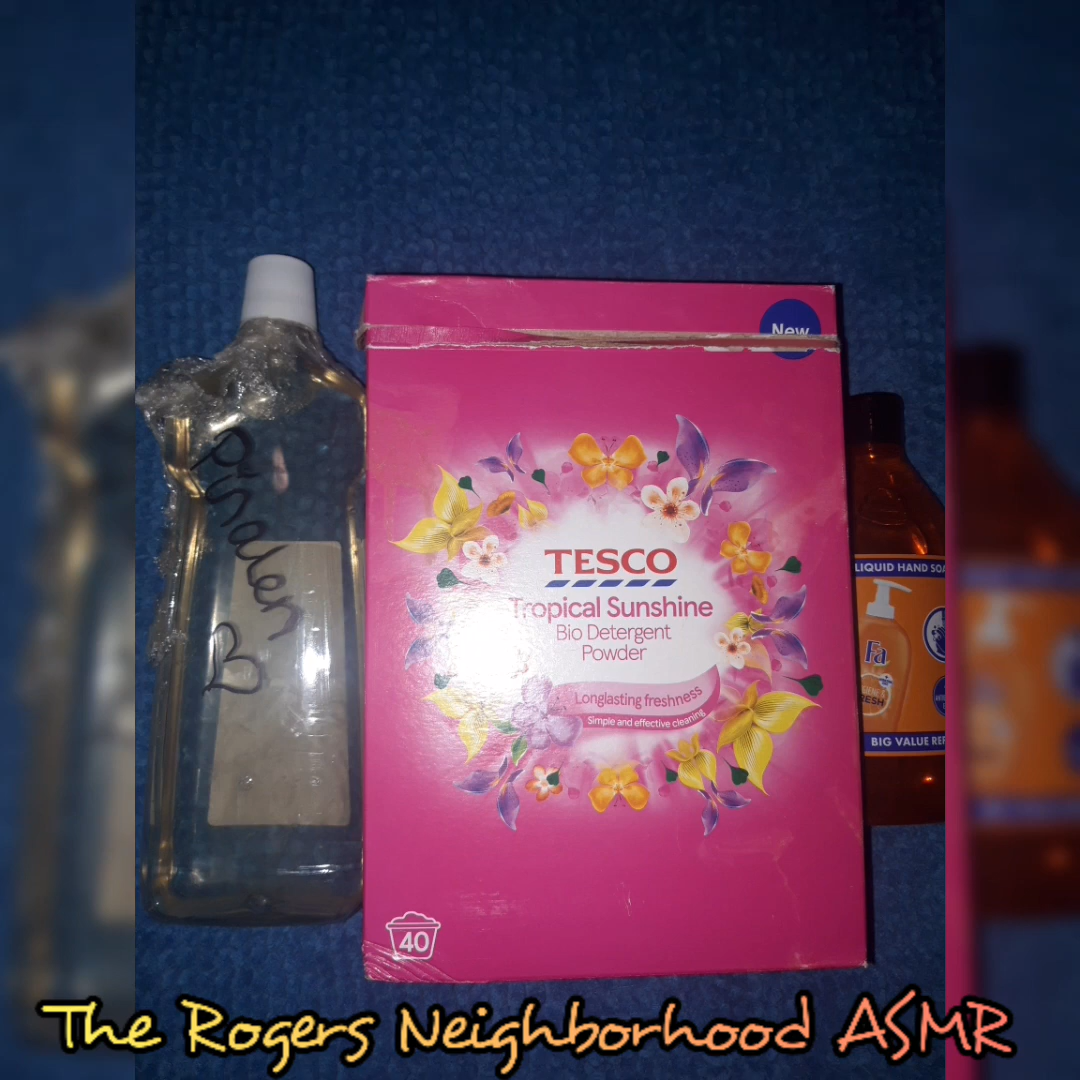 Pinalen
New
TESCO
Tropical Sunshine
Bio Detergent
Powder
Longlasting freshness
Simple and effective cleaning
40
LIQUID HAND SOA
Fa
RESH
BIG VALUE REF
The Rogers Neighborhood ASMR